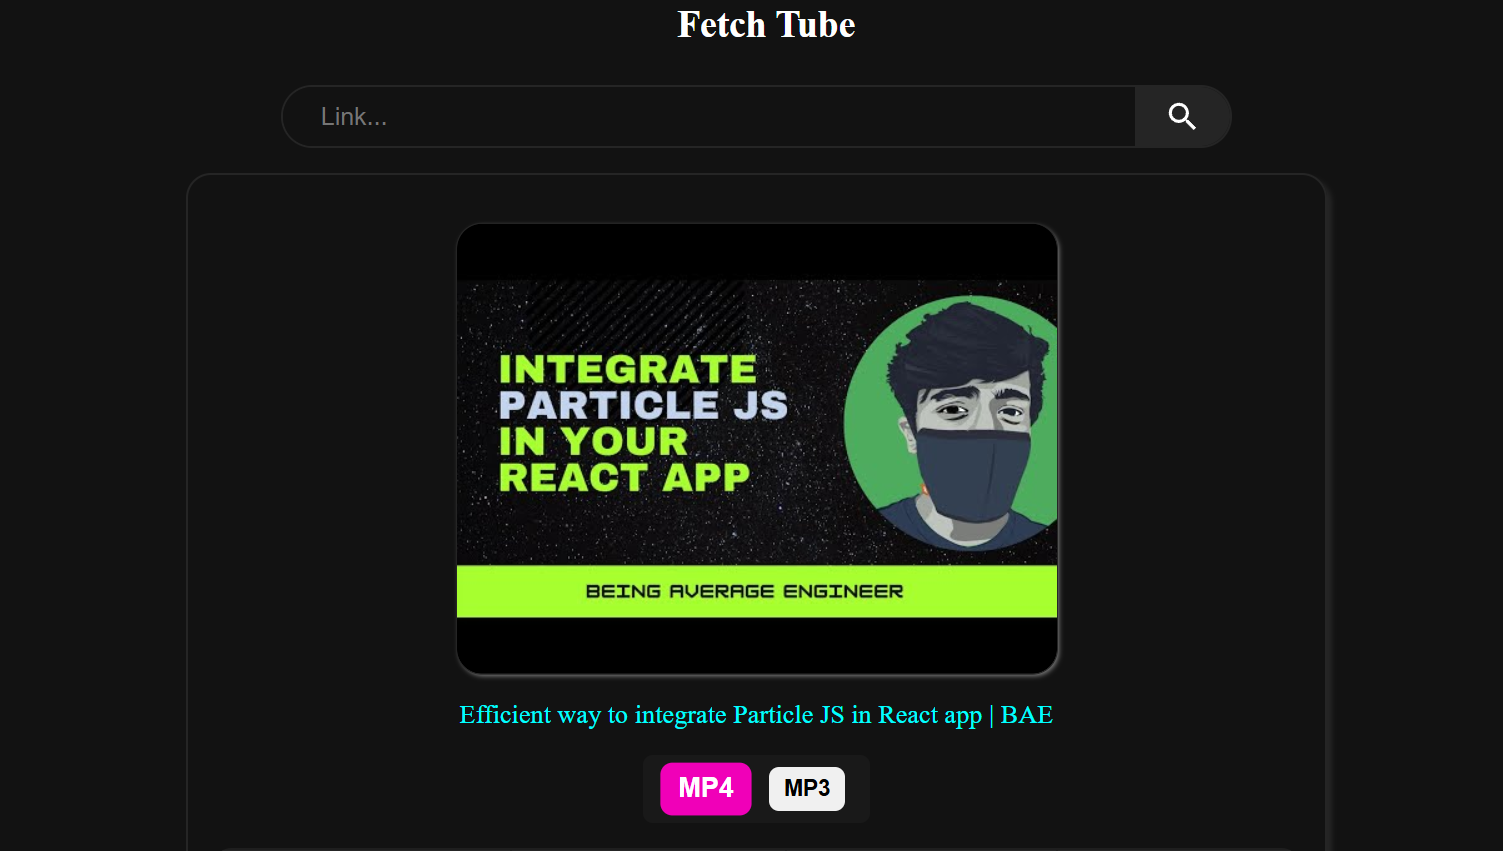 Fetch Tube
Link...
INTEGRATE
PARTICLE JS
IN YOUR
REACT APP
BEING AVERAGE ENGINEER
Efficient way to integrate Particle JS in React app | BAE
MP4 MP3